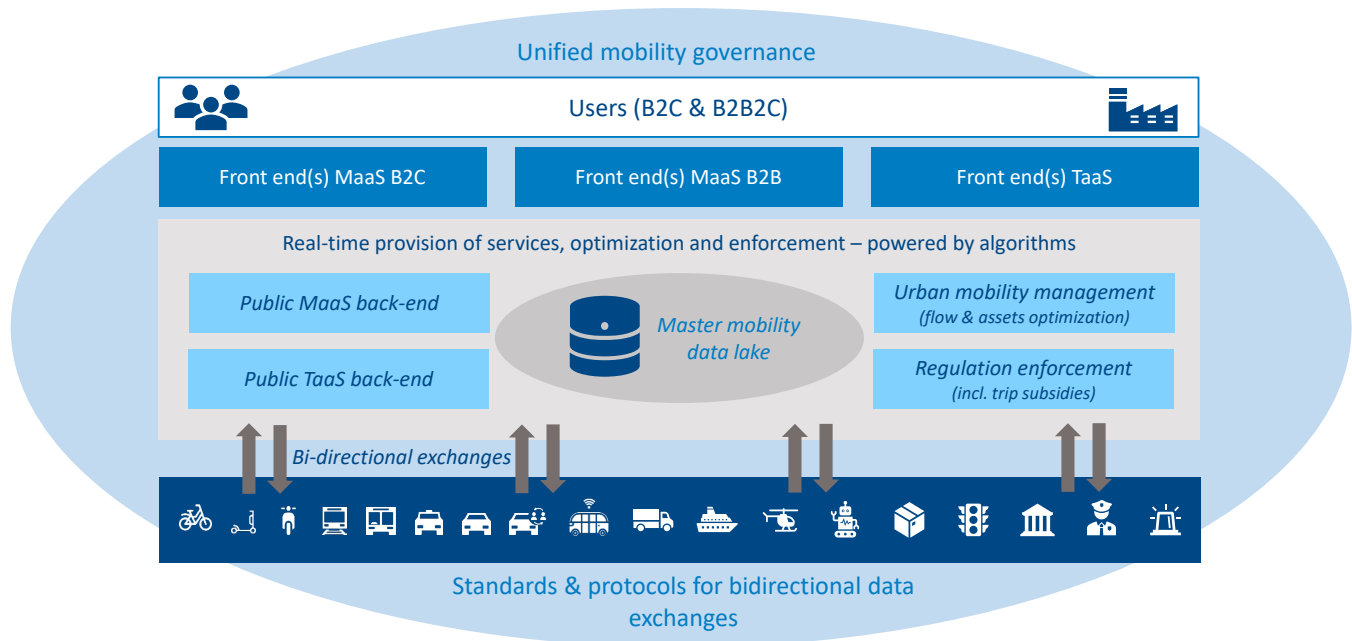 Unified mobility governance
Users (B2C & B2B2C)
Front end(s) MaaS B2C
Front end(s) MaaS B2B
Front end(s) TaaS
Real-time provision of services, optimization and enforcement – powered by algorithms
Public MaaS back-end
Public TaaS back-end
Master mobility
data lake
Urban mobility management
(flow & assets optimization)
Regulation enforcement
(incl. trip subsidies)
Bi-directional exchanges
Standards & protocols for bidirectional data
exchanges